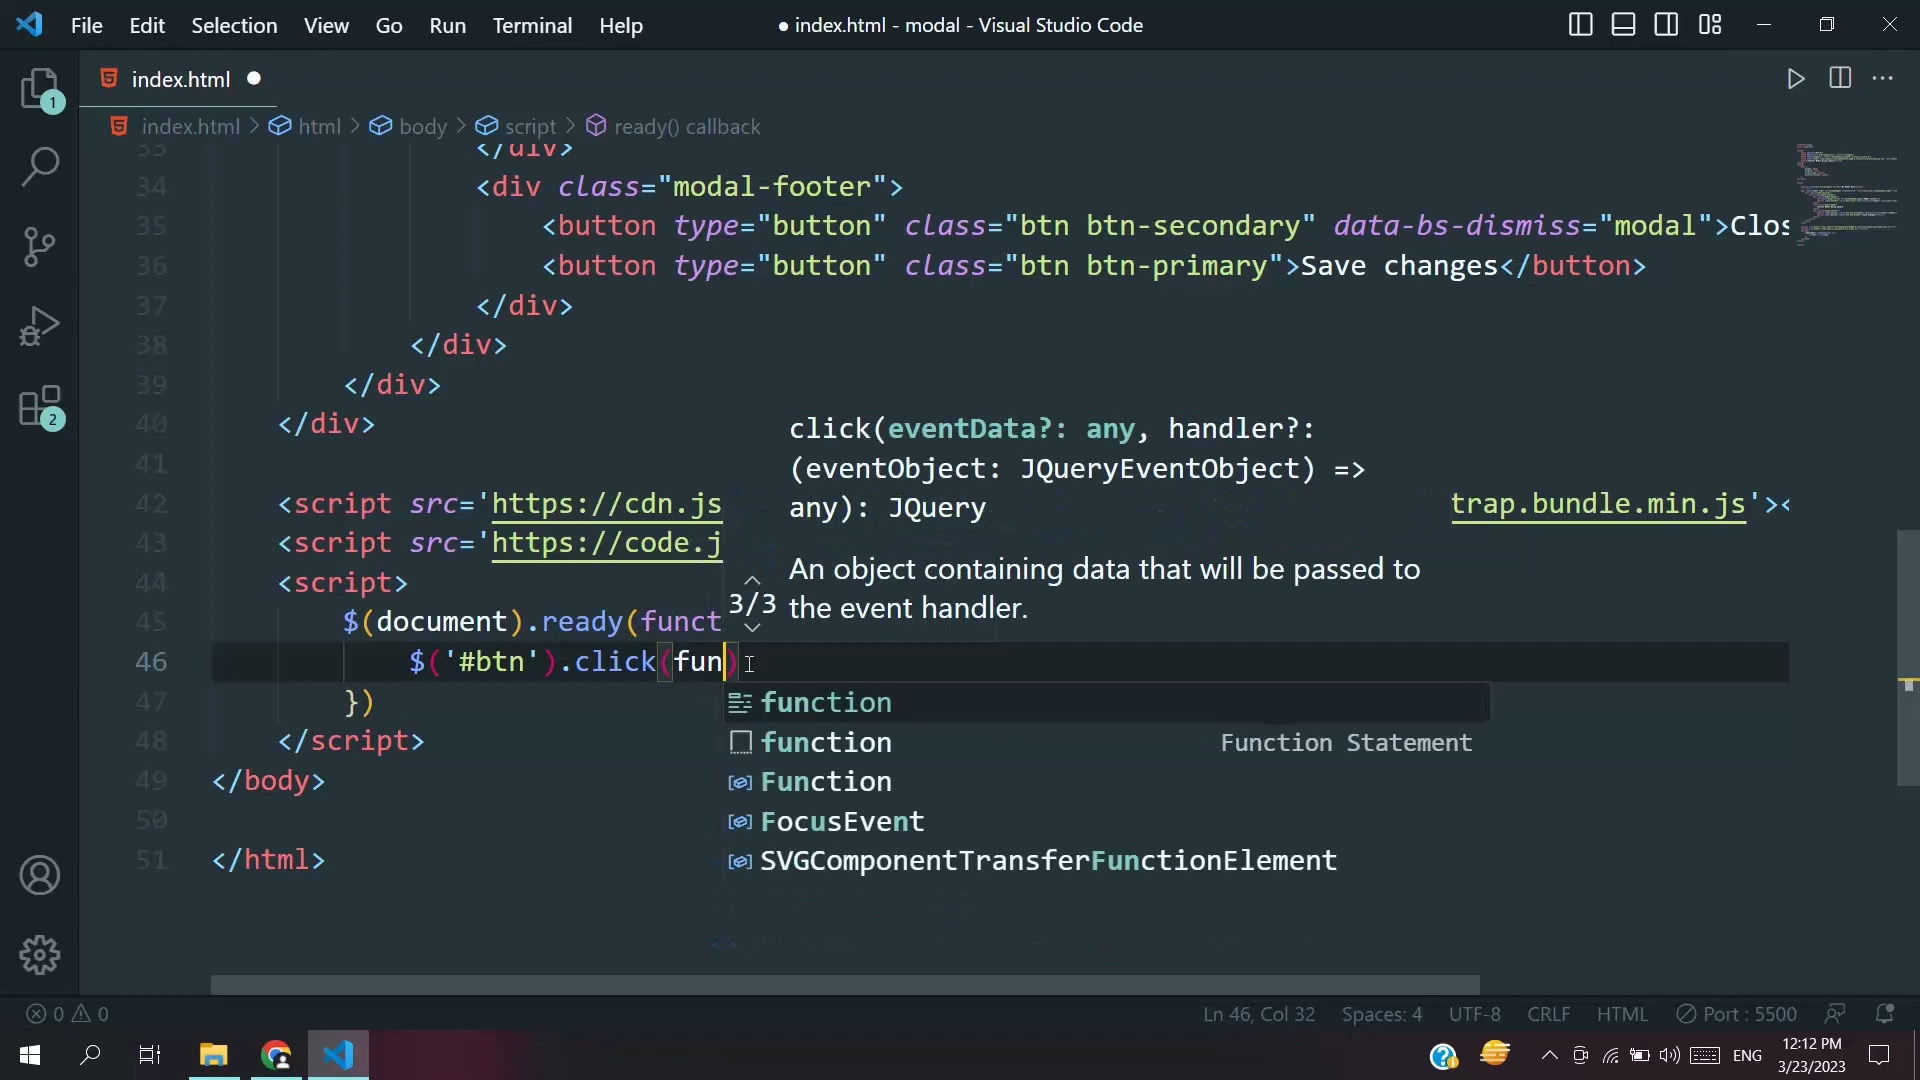 File Edit Selection View Go Run Terminal Help
● index.html - modal - Visual Studio Code
1
2
index.html ●
index.html > html > body > script > ready() callback
33 </div>
34 <div class="modal-footer">
35 <button type="button" class="btn btn-secondary" data-bs-dismiss="modal">Clos
36 <button type="button" class="btn btn-primary">Save changes</button>
37 </div>
38 </div>
39 </div>
40 </div>
41
click(eventData?: any, handler?:
(eventObject: JQueryEventObject) =>
any): JQuery
An object containing data that will be passed to
the event handler.
3/3
42 <script src='https://cdn.js trap.bundle.min.js'><
43 <script src='https://code.j
44 <script>
45 $(document).ready(funct
46 $('#btn').click(fun)
47 })
48 </script>
49 </body>
50
51 </html>
function
function Function Statement
Function
FocusEvent
SVGComponentTransferFunctionElement
0 0 Ln 46, Col 32 Spaces: 4 UTF-8 CRLF HTML Port : 5500
ENG 12:12 PM
3/23/2023